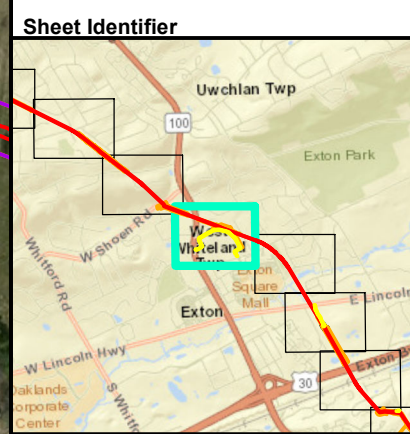 Sheet Identifier
Uwchlan Twp
100
Exton Park
W Shoen Rd
West
Whiteland
Twp
Whitford Rd
Exton
Square
Mall
E Lincoln
Exton
W Lincoln Hwy
30
Exton B
S Whitfo
Oaklands
Corporate
Center